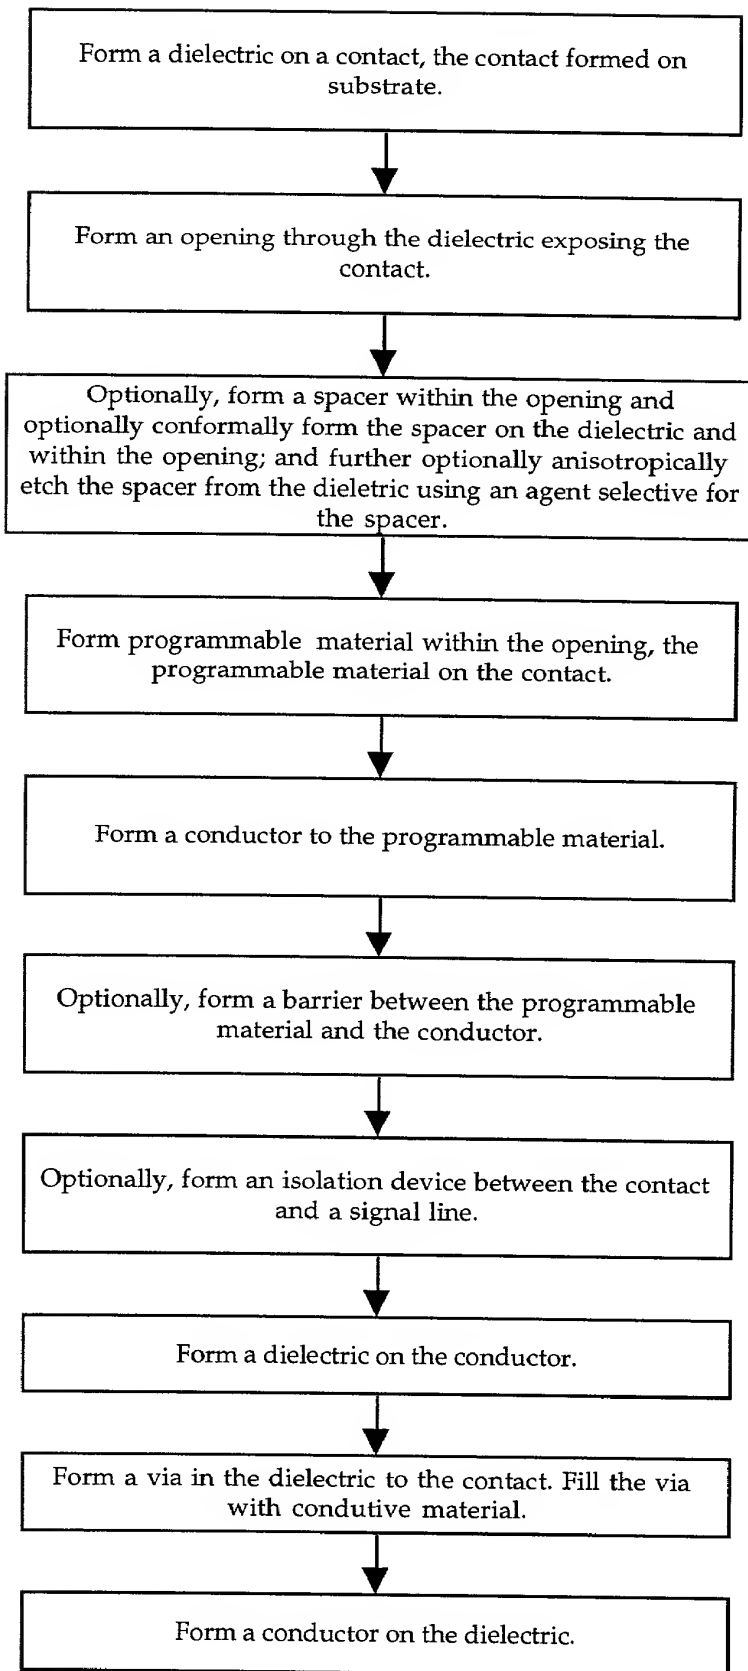 Form a dielectric on a contact, the contact formed on
substrate.
Form an opening through the dielectric exposing the
contact.
Optionally, form a spacer within the opening and
optionally conformally form the spacer on the dielectric and
within the opening; and further optionally anisotropically
etch the spacer from the dieletric using an agent selective for
the spacer.
Form programmable material within the opening, the
programmable material on the contact.
Form a conductor to the programmable material.
Optionally, form a barrier between the programmable
material and the conductor.
Optionally, form an isolation device between the contact
and a signal line.
Form a dielectric on the conductor.
Form a via in the dielectric to the contact. Fill the via
with condutive material.
Form a conductor on the dielectric.